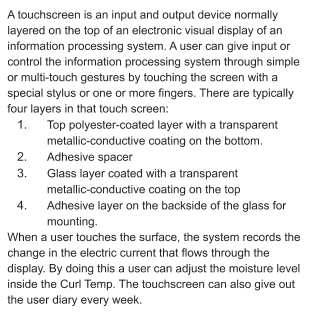 A touchscreen is an input and output device normally
layered on the top of an electronic visual display of an
information processing system. A user can give input or
control the information processing system through simple
or multi-touch gestures by touching the screen with a
special stylus or one or more fingers. There are typically
four layers in that touch screen:
1. Top polyester-coated layer with a transparent
metallic-conductive coating on the bottom.
2. Adhesive spacer
3. Glass layer coated with a transparent
metallic-conductive coating on the top
4. Adhesive layer on the backside of the glass for
mounting.
When a user touches the surface, the system records the
change in the electric current that flows through the
display. By doing this a user can adjust the moisture level
inside the Curl Temp. The touchscreen can also give out
the user diary every week.